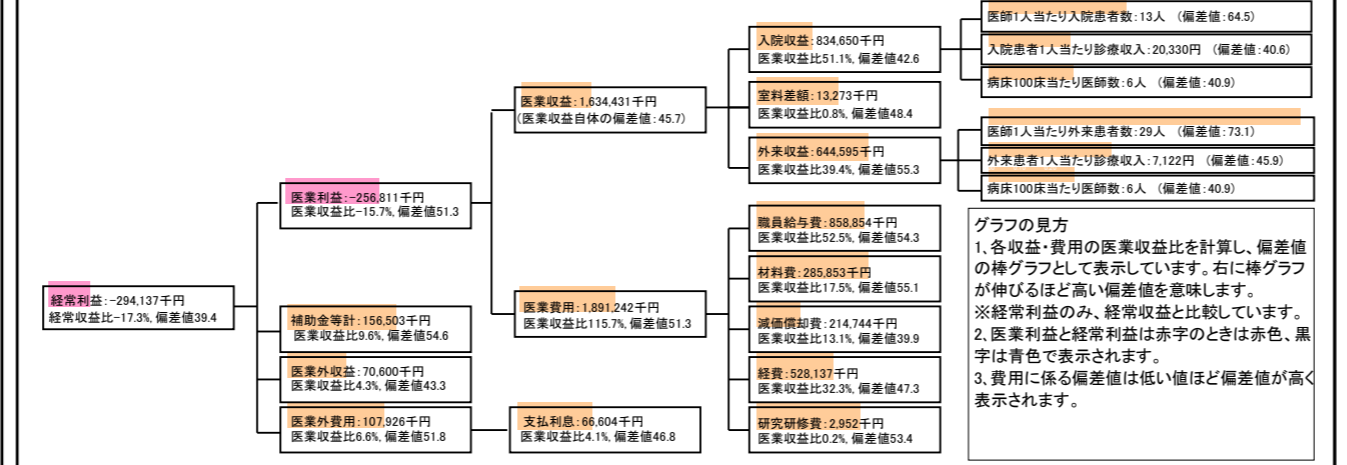 経常利益:-294,137千円
経常収益比-17.3%, 偏差値39.4
医業利益:-256,811千円
医業収益比-15.7%, 偏差値51.3
補助金等計:156,503千円
医業収益比9.6%, 偏差値54.6
医業外収益:70,600千円
医業収益比4.3%, 偏差値43.3
医業外費用:107,926千円
医業収益比6.6%, 偏差値51.8
医業収益:1,634,431千円
(医業収益自体の偏差値:45.7)
医業費用:1,891,242千円
医業収益比115.7%, 偏差値51.3
支払利息:66,604千円
医業収益比4.1%, 偏差値46.8
入院収益:834,650千円
医業収益比51.1%, 偏差値42.6
室料差額:13,273千円
医業収益比0.8%, 偏差値48.4
外来収益:644,595千円
医業収益比39.4%, 偏差値55.3
職員給与費:858,854千円
医業収益比52.5%, 偏差値54.3
材料費:285,853千円
医業収益比17.5%, 偏差値55.1
減価償却費:214,744千円
医業収益比13.1%, 偏差値39.9
経費:528,137千円
医業収益比32.3%, 偏差値47.3
研究研修費:2,952千円
医業収益比0.2%, 偏差値53.4
医師1人当たり入院患者数:13人 (偏差値:64.5)
入院患者1人当たり診療収入:20,330円 (偏差値:40.6)
病床100床当たり医師数:6人 (偏差値:40.9)
医師1人当たり外来患者数:29人 (偏差値:73.1)
外来患者1人当たり診療収入:7,122円 (偏差値:45.9)
病床100床当たり医師数:6人 (偏差値:40.9)
グラフの見方
1、各収益・費用の医業収益比を計算し、偏差値
の棒グラフとして表示しています。右に棒グラフ
が伸びるほど高い偏差値を意味します。
※経常利益のみ、経常収益と比較しています。
2、医業利益と経常利益は赤字のときは赤色、黒
字は青色で表示されます。
3、費用に係る偏差値は低い値ほど偏差値が高く
表示されます。